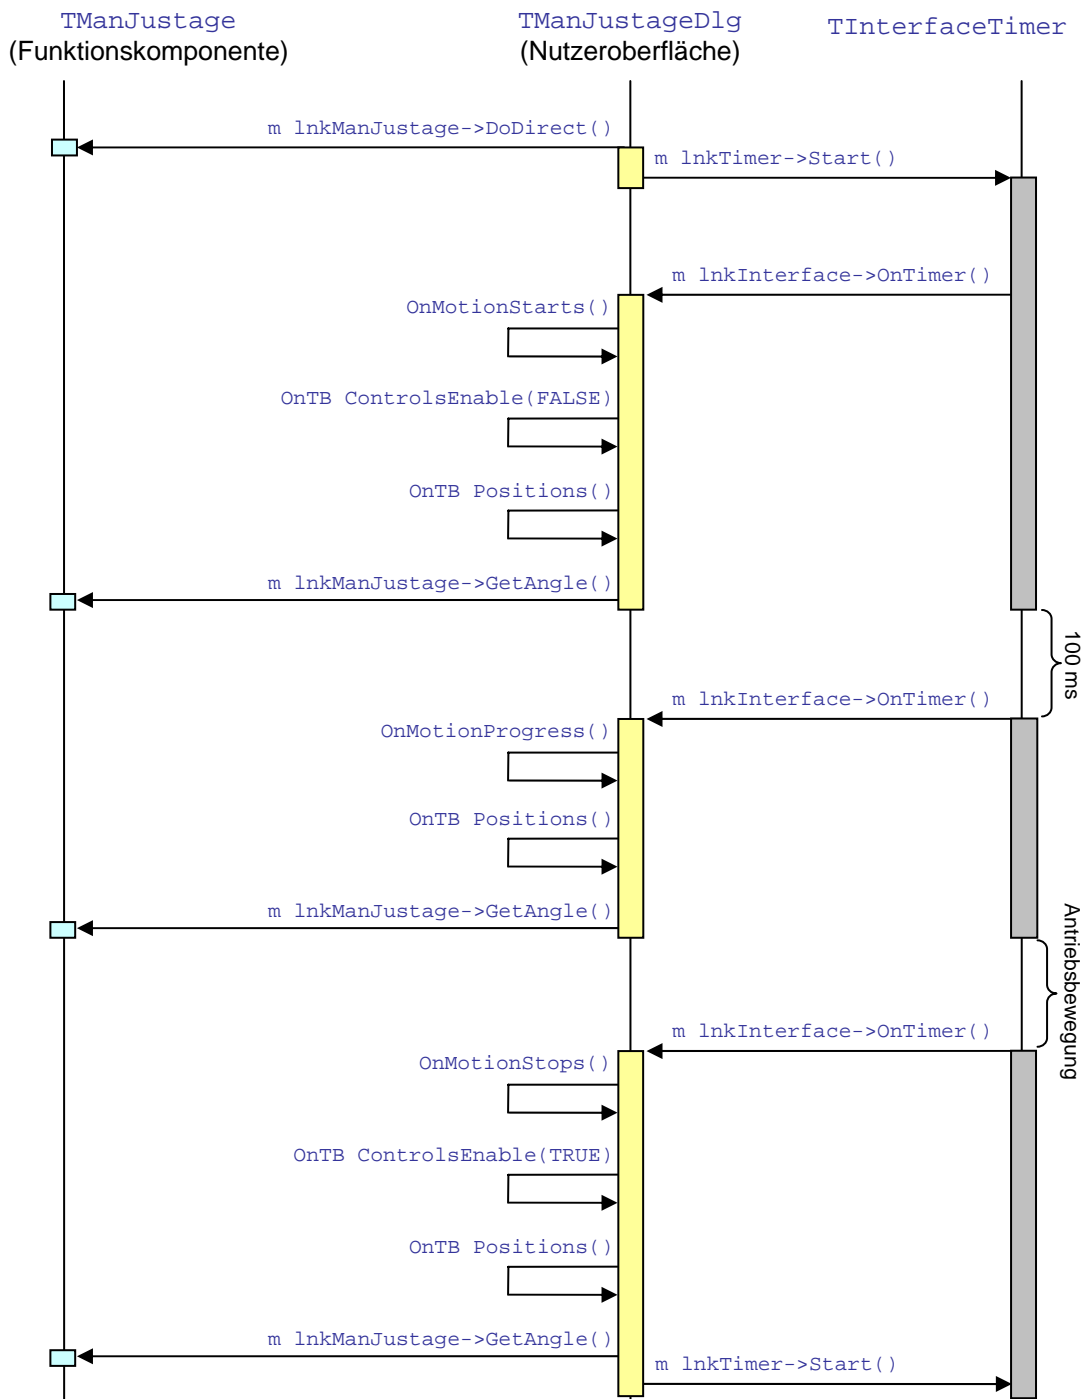 TManJustage
(Funktionskomponente)
TManJustageDlg
(Nutzeroberfläche)
TInterfaceTimer
m lnkManJustage->DoDirect()
m lnkTimer->Start()
m lnkInterface->OnTimer()
OnMotionStarts()
OnTB ControlsEnable(FALSE)
OnTB Positions()
m lnkManJustage->GetAngle()
100 ms
m lnkInterface->OnTimer()
OnMotionProgress()
OnTB Positions()
m lnkManJustage->GetAngle()
Antriebsbewegung
m lnkInterface->OnTimer()
OnMotionStops()
OnTB ControlsEnable(TRUE)
OnTB Positions()
m lnkManJustage->GetAngle()
m lnkTimer->Start()